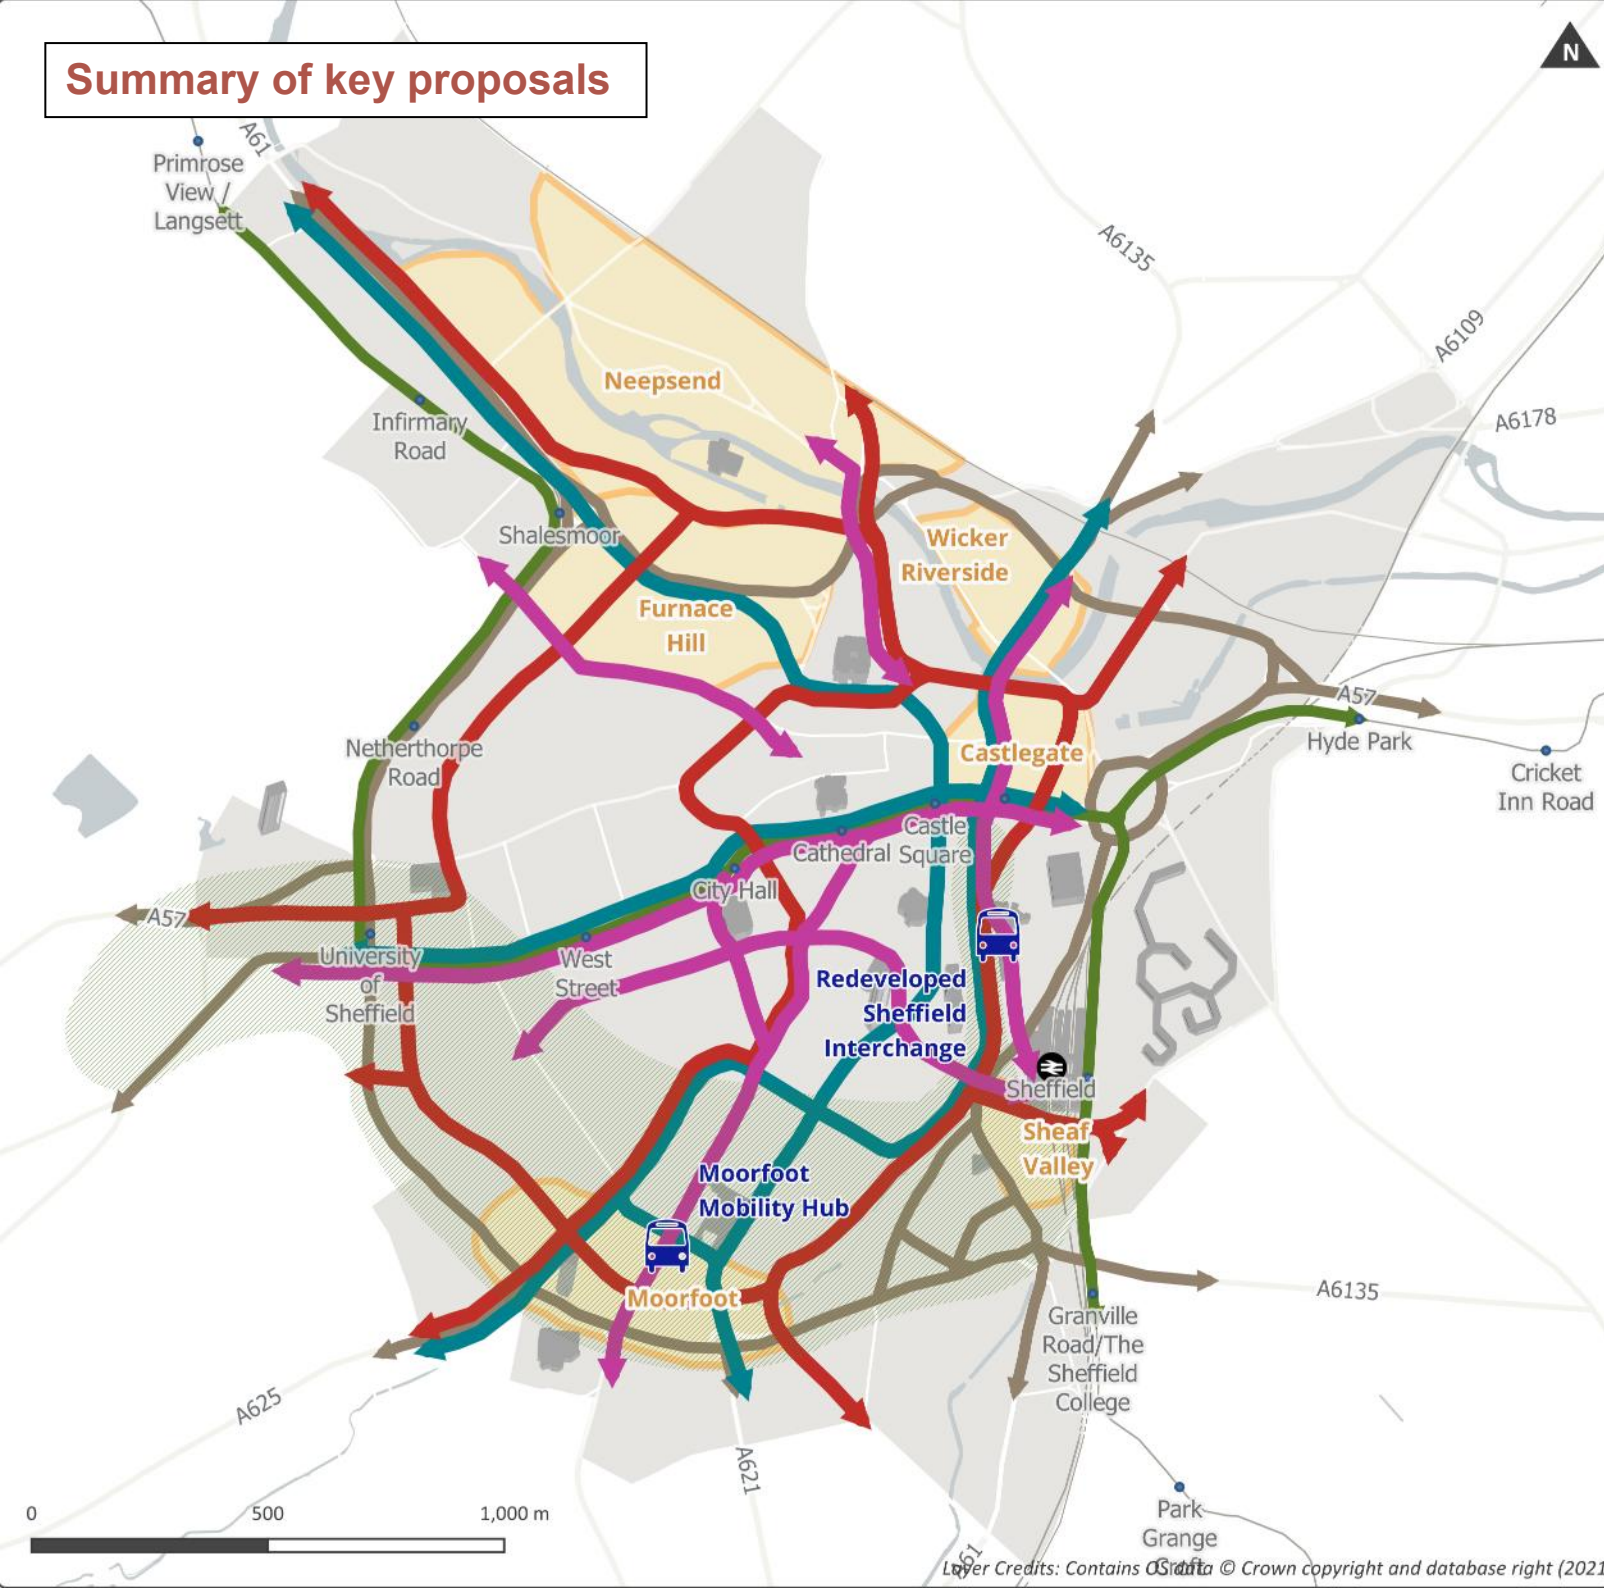 Summary of key proposals
N
A61
Primrose
View /
Langsett
A6135
A6109
A6178
Neepsend
Infirmary
Road
Shalesmoor
Wicker
Riverside
Furnace
Hill
A57
Hyde Park
Netherthorpe
Road
Castlegate
Cricket
Inn Road
Castle
Square
Cathedral
City Hall
A57
University
of
Sheffield
West
Street
Redeveloped
Sheffield
Interchange
Sheffield
Sheaf
Valley
Moorfoot
Mobility Hub
Moorfoot
A6135
Granville
Road/The
Sheffield
College
A625
A621
0
500
1,000 m
Park
Grange
Croft
A61
Layer Credits: Contains OS data © Crown copyright and database right (2021